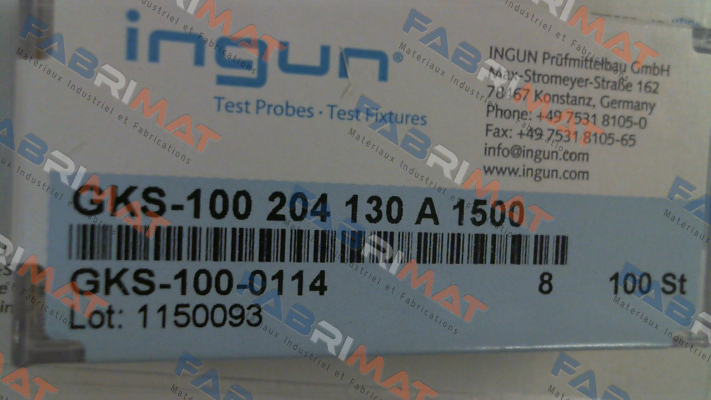 ingun®
Test Probes · Test Fixtures
INGUN Prüfmittelbau GmbH
Max-Stromeyer-Straße 162
78467 Konstanz, Germany
Phone: +49 7531 8105-0
Fax: +49 7531 8105-65
info@ingun.com
www.ingun.com
GKS-100 204 130 A 1500
GKS-100-0114 8 100 St
Lot: 1150093
FABRIMAT
Materiaux Industriel et Fabrications